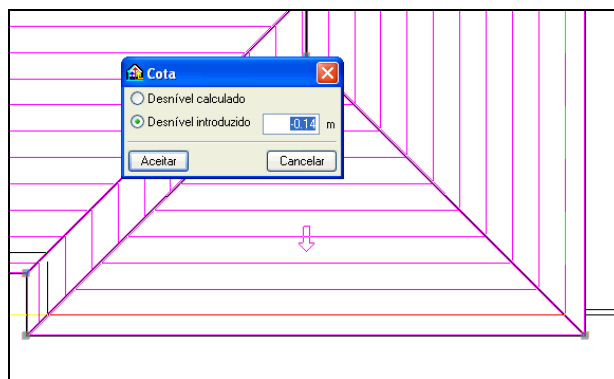 Cota
Desnível calculado
Desnível introduzido -0.14 m
Aceitar Cancelar